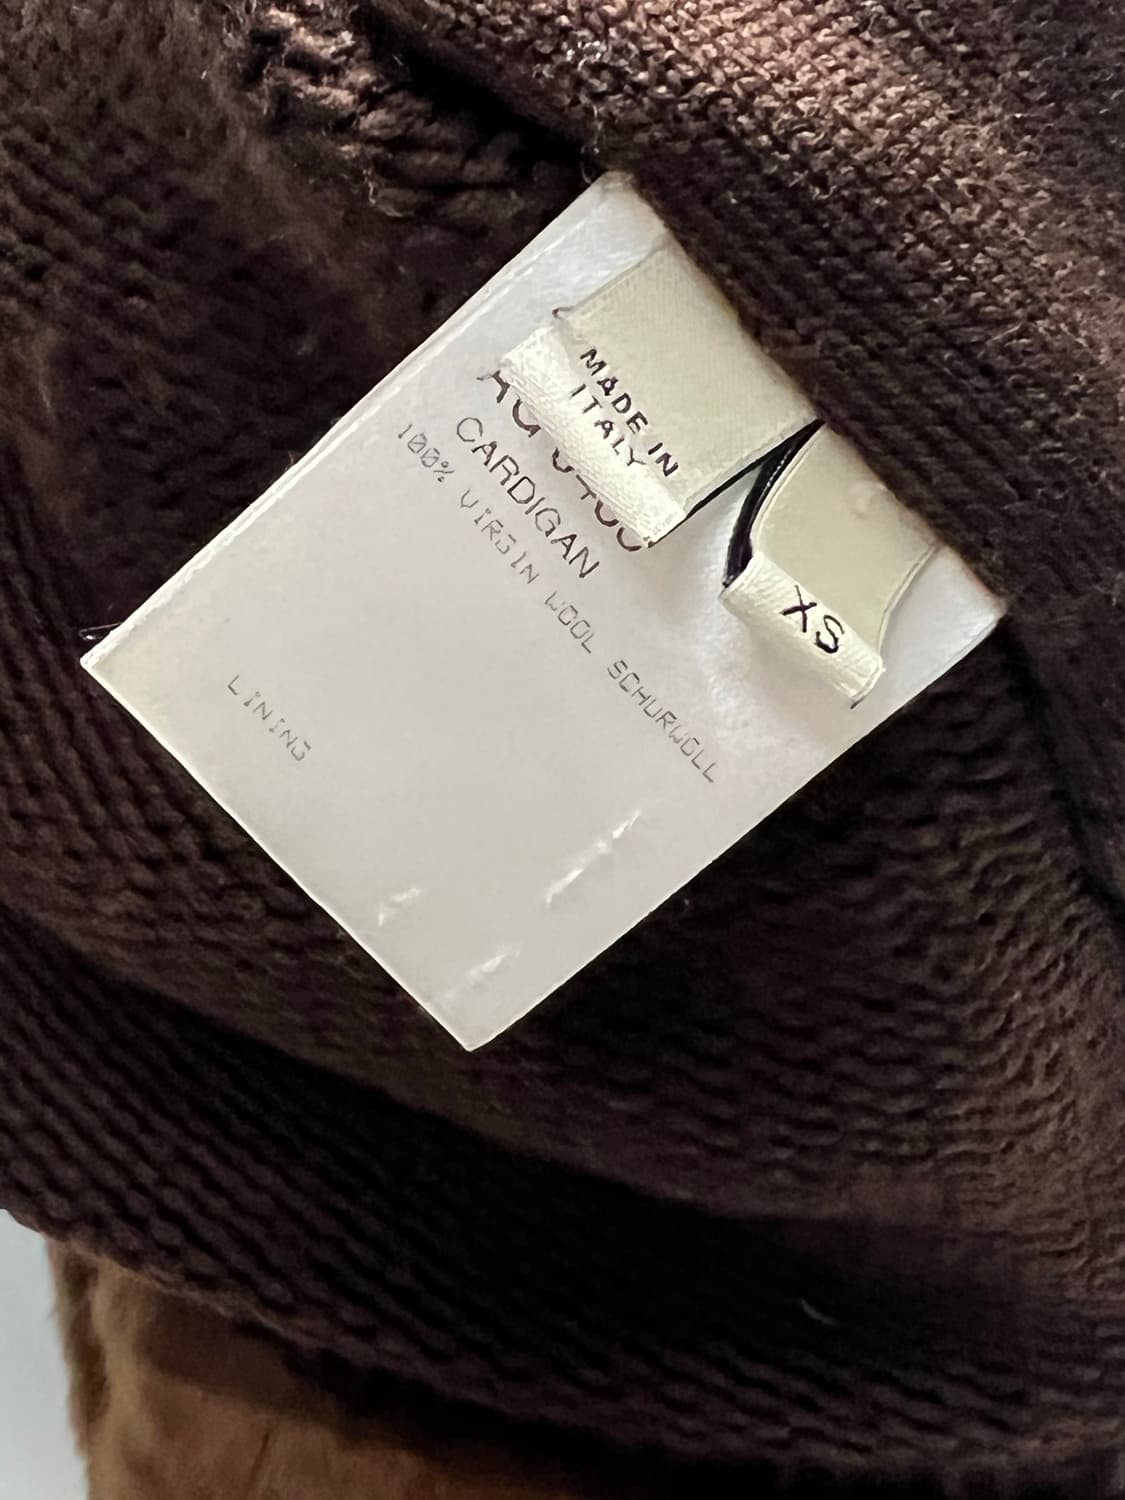 MADE IN
ITALY
XS
CARDIGAN
100% VIRGIN WOOL SCHURWOLL
LINING